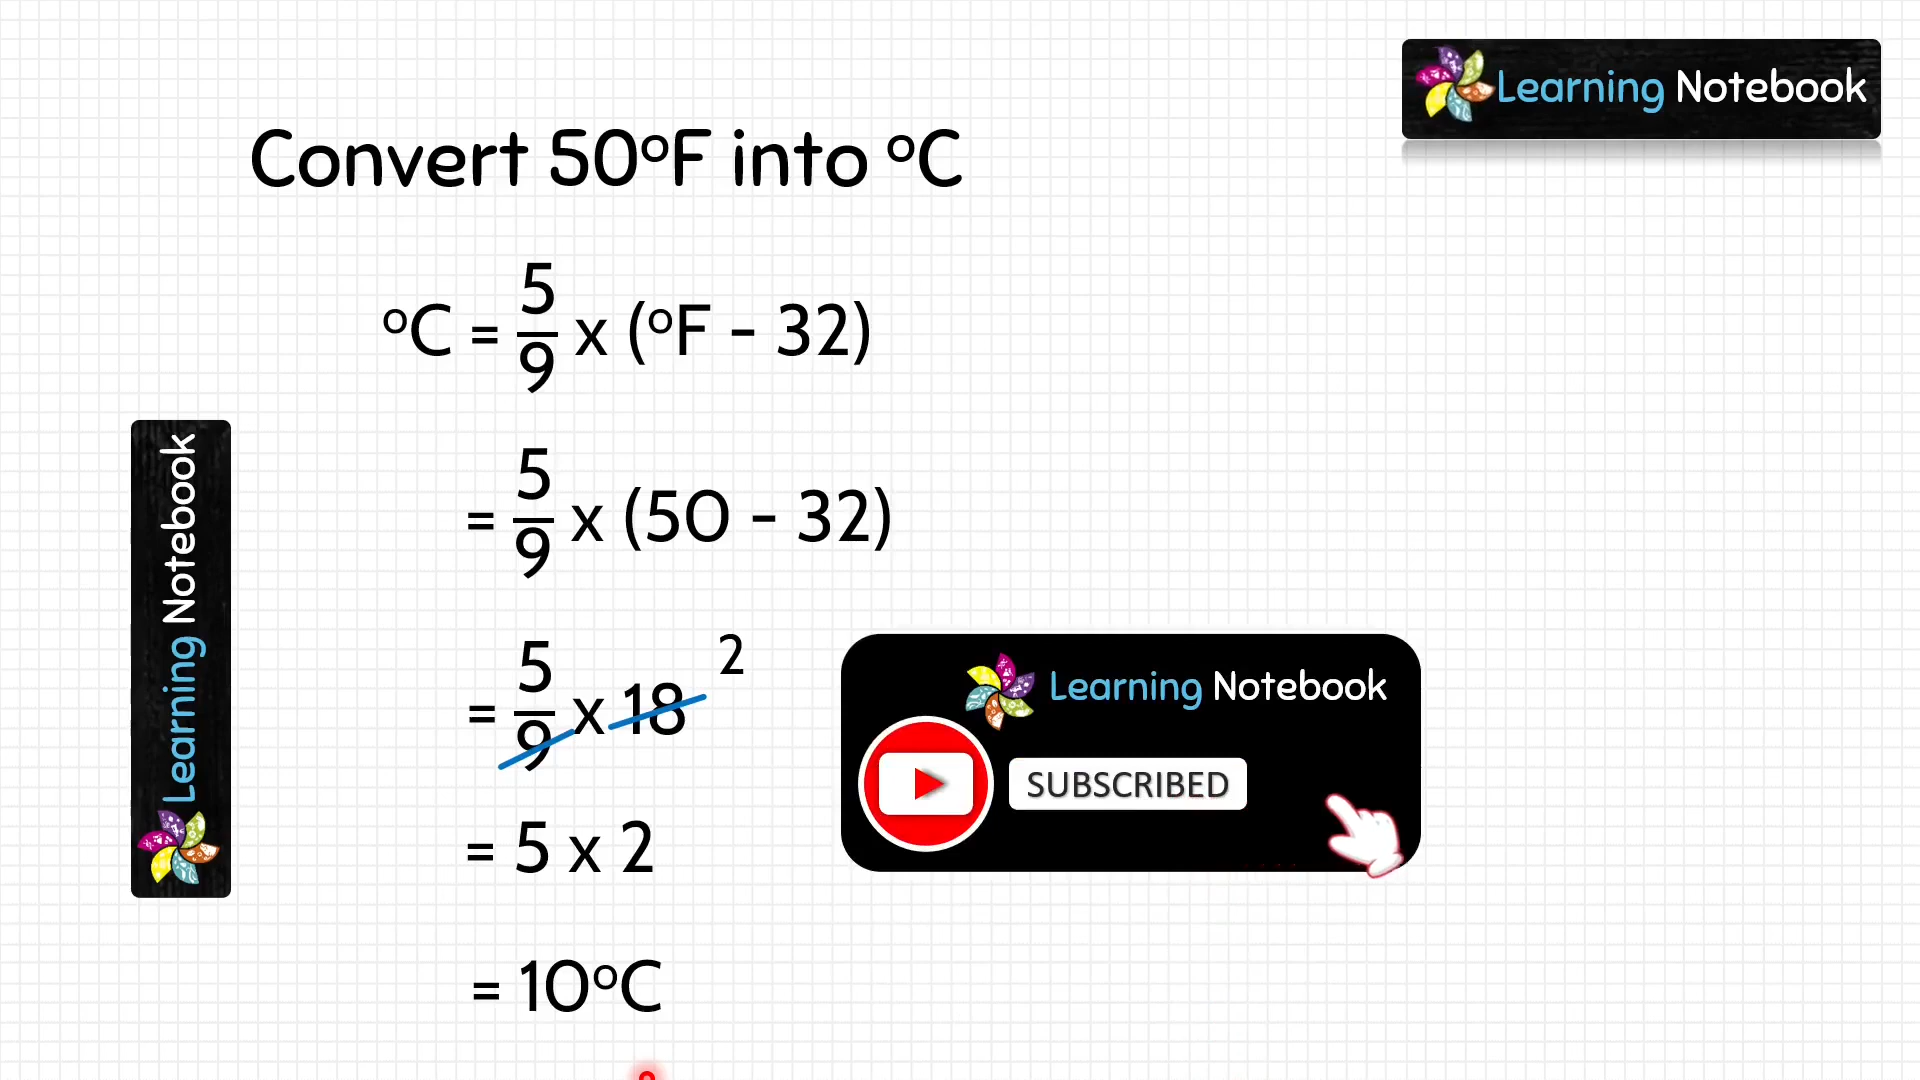 Learning Notebook
Convert 50°F into °C
°C = 5/9 x (°F - 32)
= 5/9 x (50 - 32)
= 5/9 x 18 2
= 5 x 2
= 10°C
Learning Notebook
Learning Notebook
SUBSCRIBED